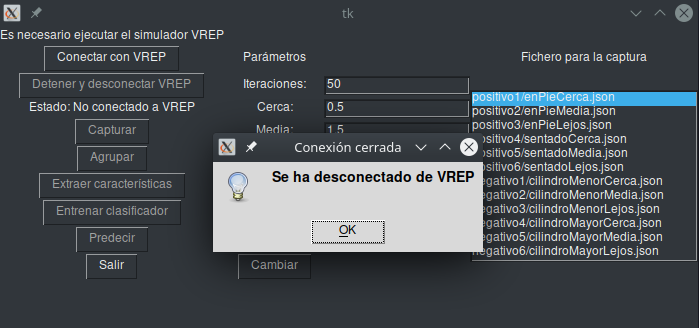 tk
Es necesario ejecutar el simulador VREP
Conectar con VREP
Detener y desconectar VREP
Estado: No conectado a VREP
Capturar
Agrupar
Extraer características
Entrenar clasificador
Predecir
Salir
Parámetros
Iteraciones:
50
Cerca:
0.5
Media:
1.5
Cambiar
Fichero para la captura
positivo1/enPieCerca.json
positivo2/enPieMedia.json
positivo3/enPieLejos.json
positivo4/sentadoCerca.json
positivo5/sentadoMedia.json
positivo6/sentadoLejos.json
negativo1/cilindroMenorCerca.json
negativo2/cilindroMenorMedia.json
negativo3/cilindroMenorLejos.json
negativo4/cilindroMayorCerca.json
negativo5/cilindroMayorMedia.json
negativo6/cilindroMayorLejos.json
Conexión cerrada
Se ha desconectado de VREP
OK